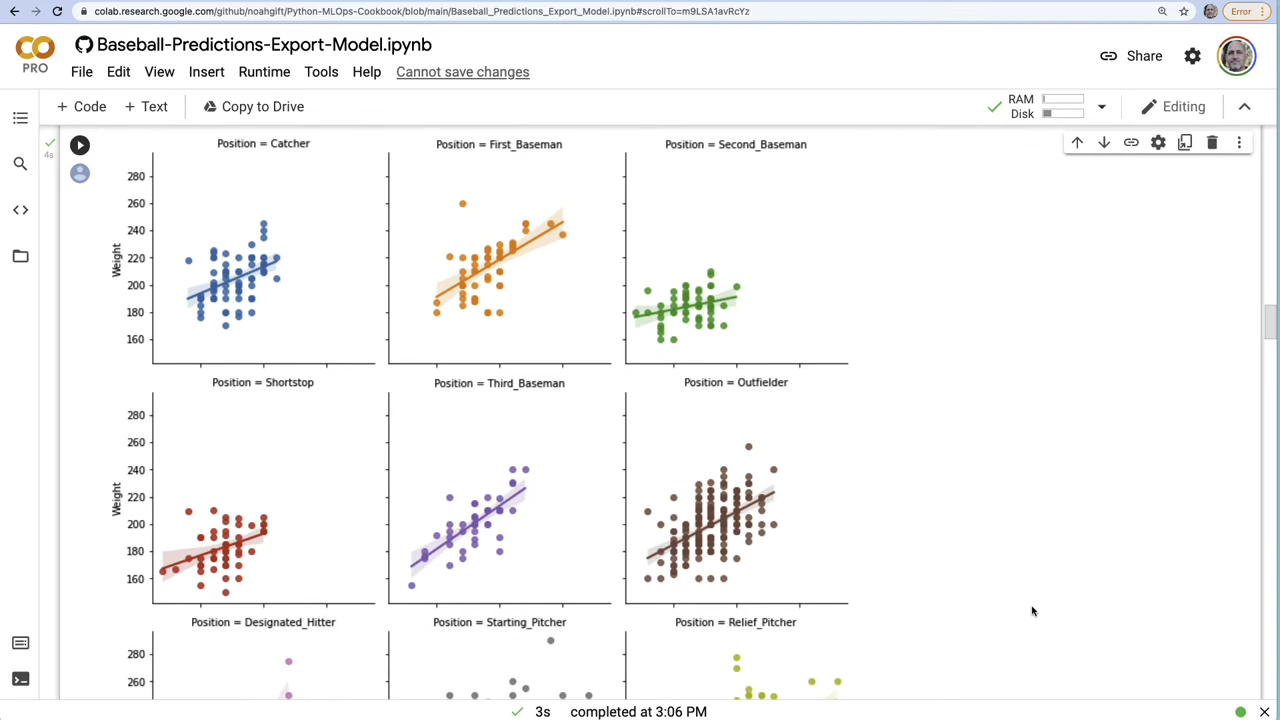 colab.research.google.com/github/noahgift/Python-MLOps-Cookbook/blob/main/Baseball_Predictions_Export_Model.ipynb#scrollTo=m9LSA1avRcYz
Error
PRO
Baseball-Predictions-Export-Model.ipynb
Share
File Edit View Insert Runtime Tools Help Cannot save changes
+ Code + Text Copy to Drive
RAM
Disk
Editing
4s
Position = Catcher Position = First_Baseman Position = Second_Baseman
280
260
240
220
200
180
160
Weight
Position = Shortstop Position = Third_Baseman Position = Outfielder
280
260
240
220
200
180
160
Weight
Position = Designated_Hitter Position = Starting_Pitcher Position = Relief_Pitcher
280
260
3s completed at 3:06 PM